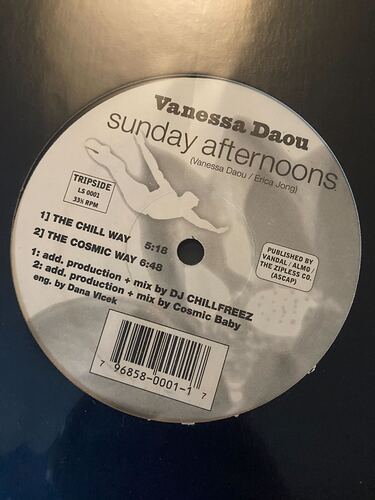 Vanessa Daou
sunday afternoons
(Vanessa Daou / Erica Jong)
TRIPSIDE
LS 0001
33⅓ RPM
1] THE CHILL WAY 5:18
2] THE COSMIC WAY 6:48
1: add. production + mix by DJ CHILLFREEZ
2: add. production + mix by Cosmic Baby
eng. by Dana Vlcek
PUBLISHED BY
VANDAL / ALMO /
THE ZIPLESS CO.
(ASCAP)
7 96858-0001-1 7